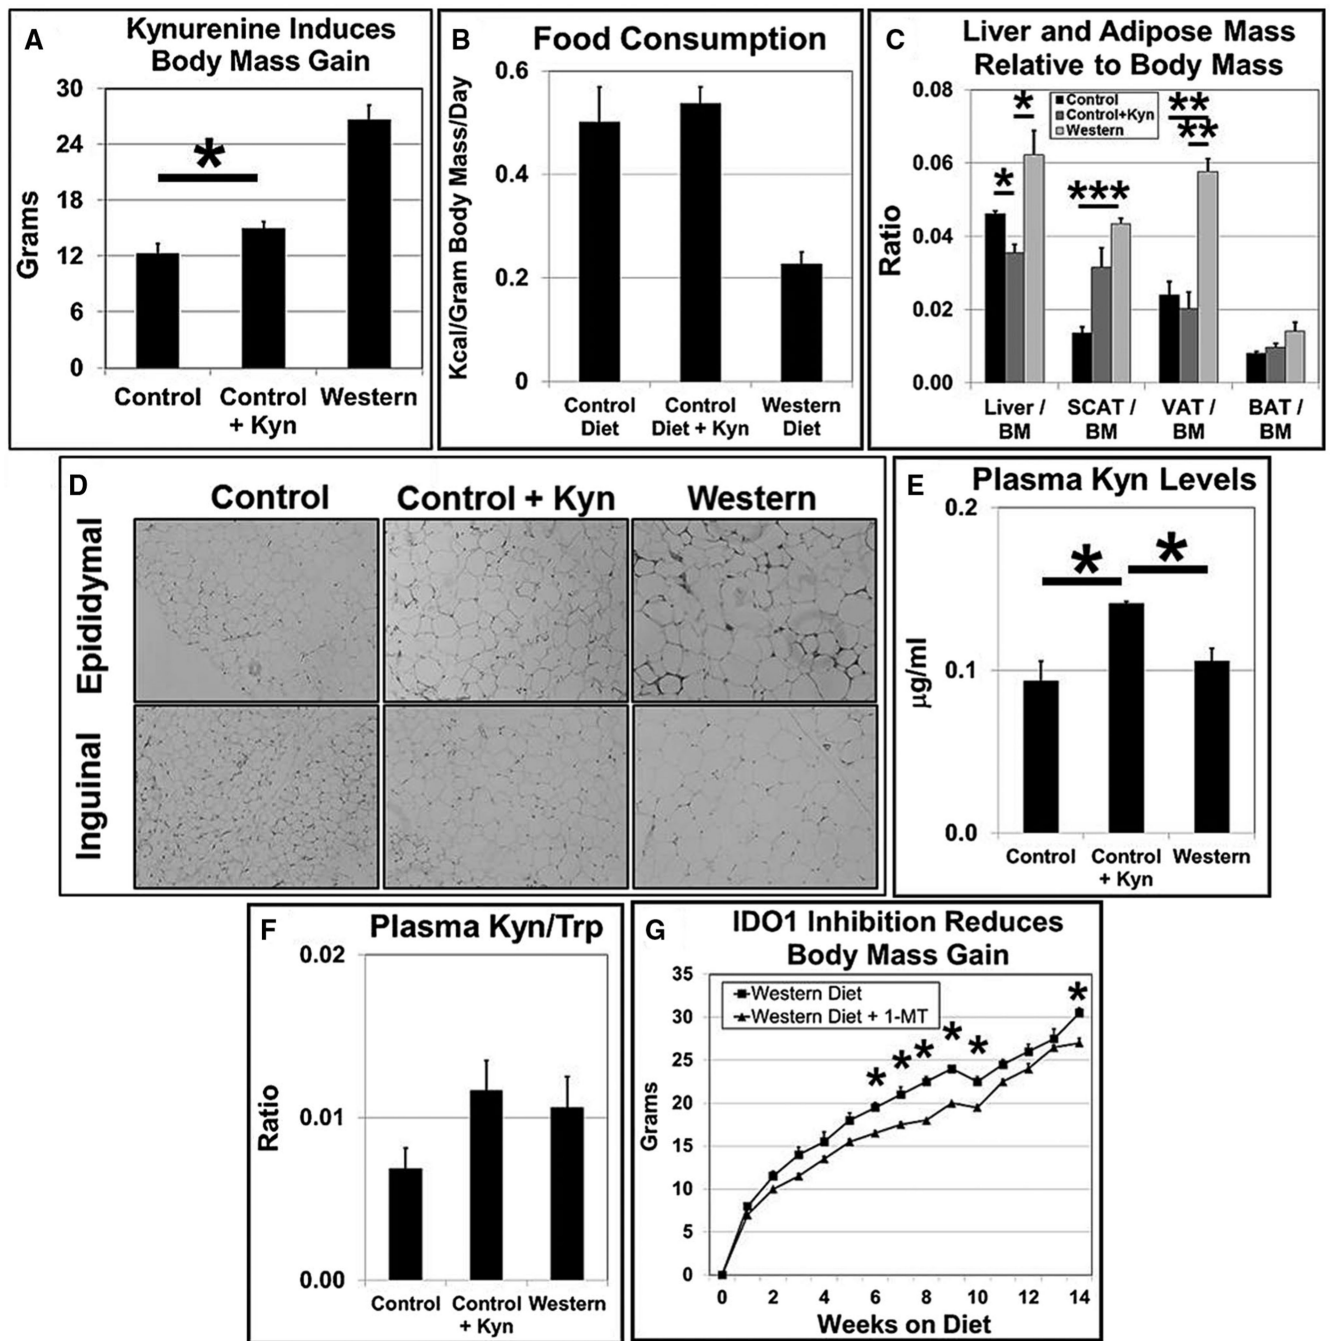 A
Kynurenine Induces
Body Mass Gain
30
24
18
12
6
0
Grams
*
Control
Control
+ Kyn
Western
B
Food Consumption
Kcal/Gram Body Mass/Day
0.6
0.4
0.2
0
Control
Diet
Control
Diet + Kyn
Western
Diet
C
Liver and Adipose Mass
Relative to Body Mass
Ratio
0.08
0.06
0.04
0.02
0.00
Control
Control+Kyn
Western
*
*
***
**
**
Liver /
BM
SCAT /
BM
VAT /
BM
BAT /
BM
D
Control
Control + Kyn
Western
Epididymal
Inguinal
E
Plasma Kyn Levels
µg/ml
0.2
0.1
0.0
*
*
Control
Control
+ Kyn
Western
F
Plasma Kyn/Trp
Ratio
0.02
0.01
0.00
Control
Control
+ Kyn
Western
G
IDO1 Inhibition Reduces
Body Mass Gain
Grams
35
30
25
20
15
10
5
0
Western Diet
Western Diet + 1-MT
*
*
*
*
*
*
0 2 4 6 8 10 12 14
Weeks on Diet